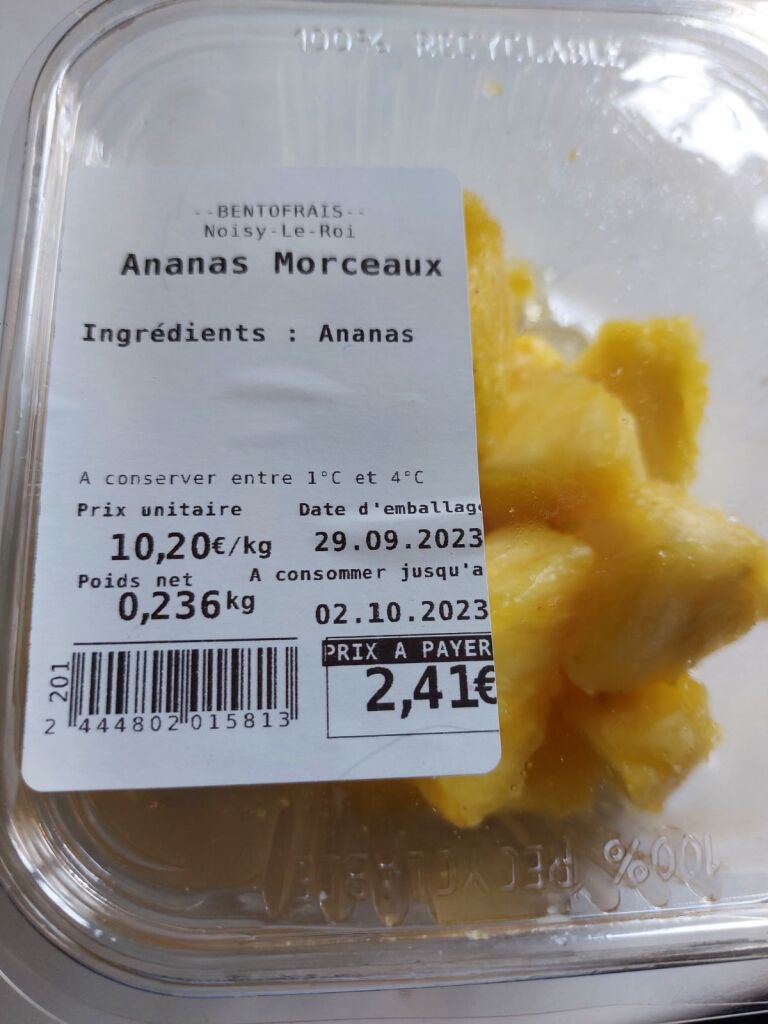 100% RECYCLABLE
--BENTOFRAIS--
Noisy-Le-Roi
Ananas Morceaux
Ingrédients : Ananas
A conserver entre 1°C et 4°C
Prix unitaire
Date d'emballag
10,20€/kg
29.09.2023
Poids net
A consommer jusqu'a
0,236kg
02.10.2023
PRIX A PAYER
2,41€
201
2 444802 015813
100% RECYCLABLE